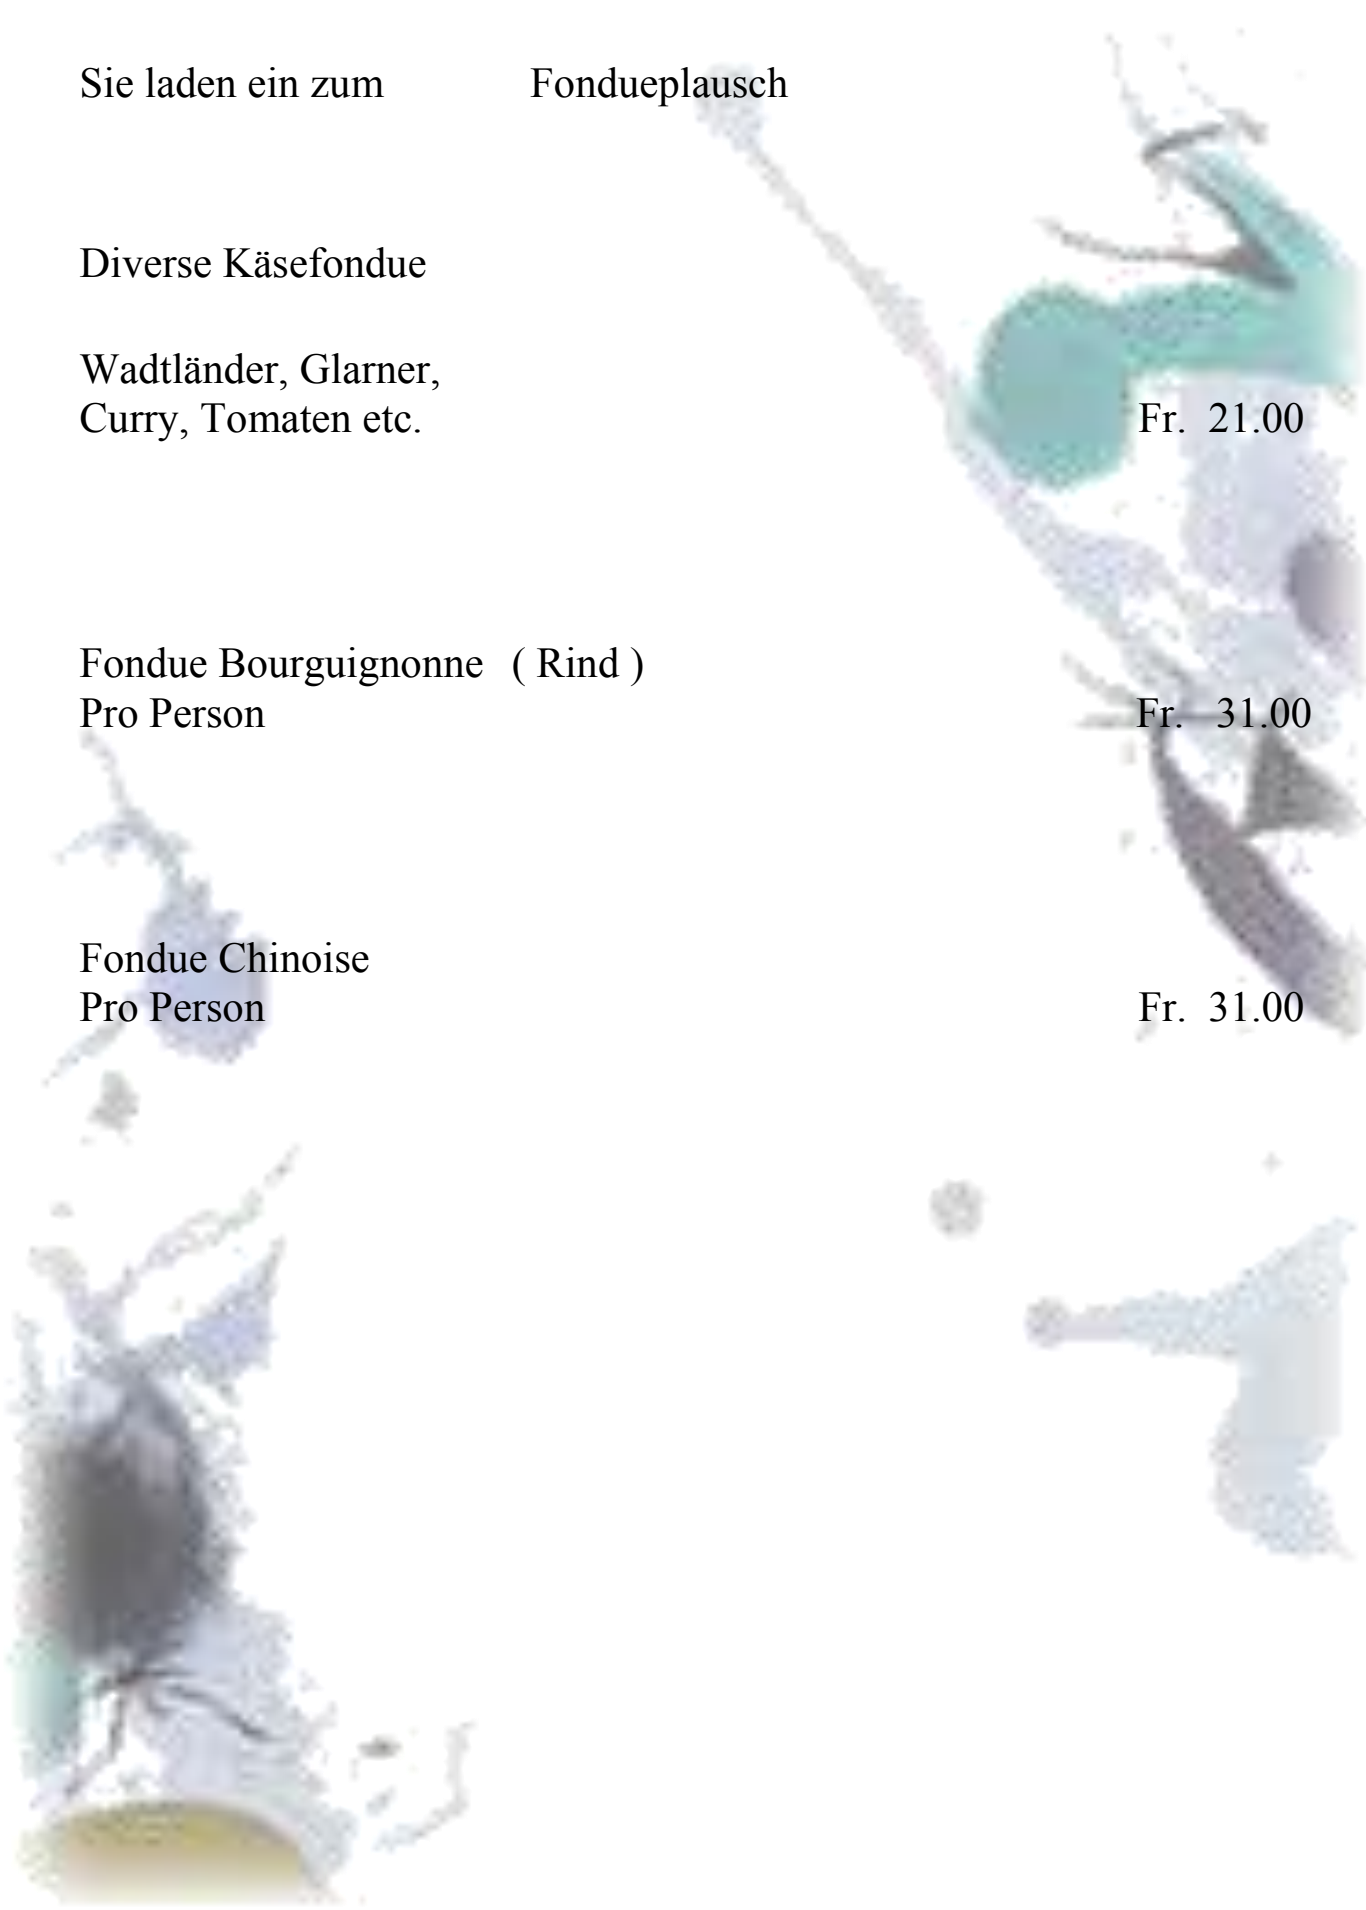 Sie laden ein zum Fondueplausch
Diverse Käsefondue
Wadtländer, Glarner,
Curry, Tomaten etc. Fr. 21.00
Fondue Bourguignonne ( Rind )
Pro Person Fr. 31.00
Fondue Chinoise
Pro Person Fr. 31.00